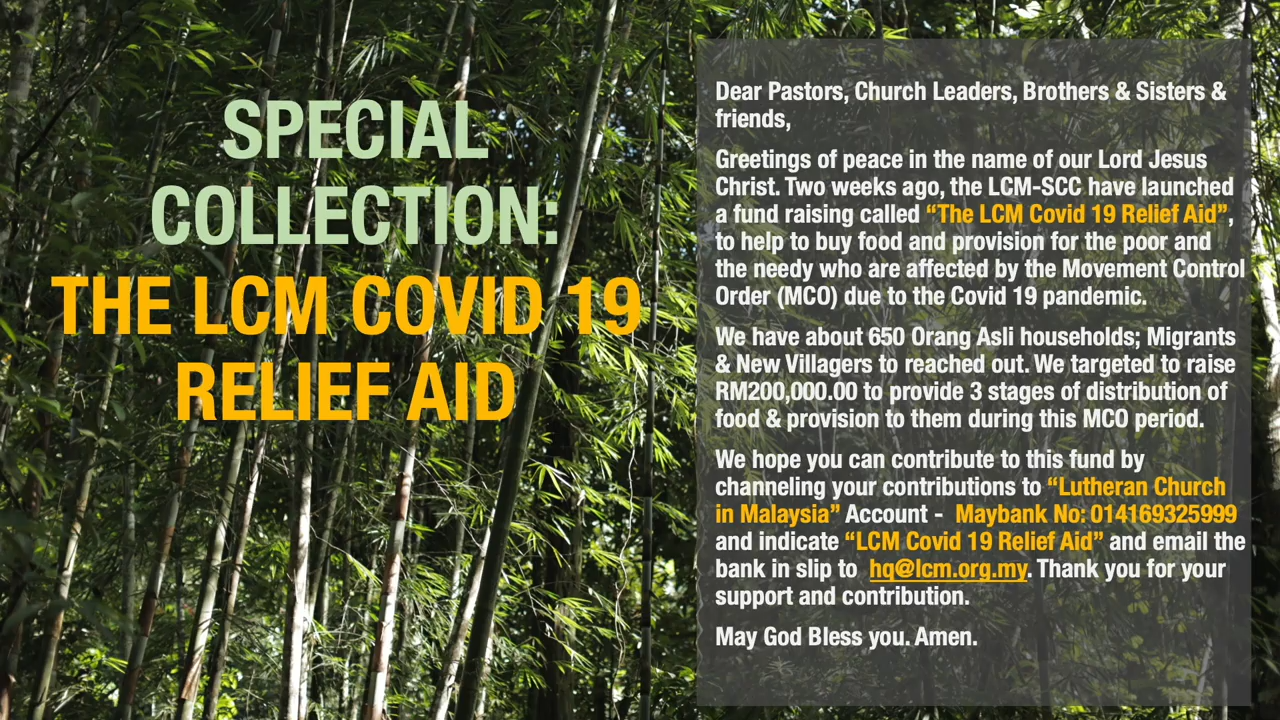 SPECIAL
COLLECTION:
THE LCM COVID 19
RELIEF AID
Dear Pastors, Church Leaders, Brothers & Sisters &
friends,
Greetings of peace in the name of our Lord Jesus
Christ. Two weeks ago, the LCM-SCC have launched
a fund raising called “The LCM Covid 19 Relief Aid”,
to help to buy food and provision for the poor and
the needy who are affected by the Movement Control
Order (MCO) due to the Covid 19 pandemic.
We have about 650 Orang Asli households; Migrants
& New Villagers to reached out. We targeted to raise
RM200,000.00 to provide 3 stages of distribution of
food & provision to them during this MCO period.
We hope you can contribute to this fund by
channeling your contributions to “Lutheran Church
in Malaysia” Account - Maybank No: 014169325999
and indicate “LCM Covid 19 Relief Aid” and email the
bank in slip to hq@lcm.org.my. Thank you for your
support and contribution.
May God Bless you. Amen.